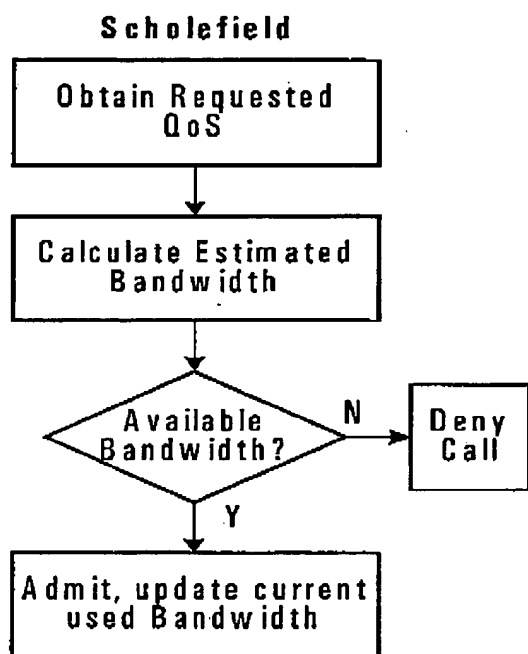 Scholefield
Obtain Requested
QoS
Calculate Estimated
Bandwidth
Available
Bandwidth?
N
Deny
Call
Y
Admit, update current
used Bandwidth